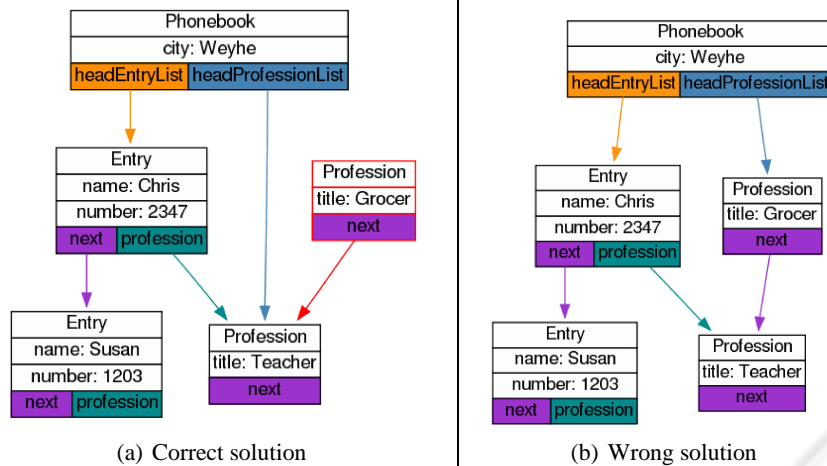 Phonebook
city: Weyhe
headEntryList headProfessionList
Entry
name: Chris
number: 2347
next profession
Profession
title: Grocer
next
Entry
name: Susan
number: 1203
next profession
Profession
title: Teacher
next
(a) Correct solution
Phonebook
city: Weyhe
headEntryList headProfessionList
Entry
name: Chris
number: 2347
next profession
Profession
title: Grocer
next
Entry
name: Susan
number: 1203
next profession
Profession
title: Teacher
next
(b) Wrong solution